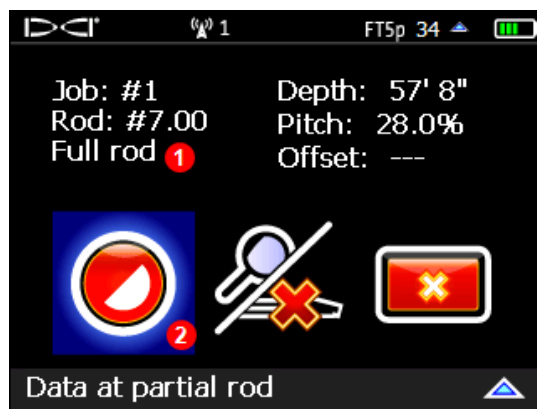 DCI
1
FT5p 34
Job: #1
Rod: #7.00
Full rod 1
Depth: 57' 8"
Pitch: 28.0%
Offset: ---
2
Data at partial rod